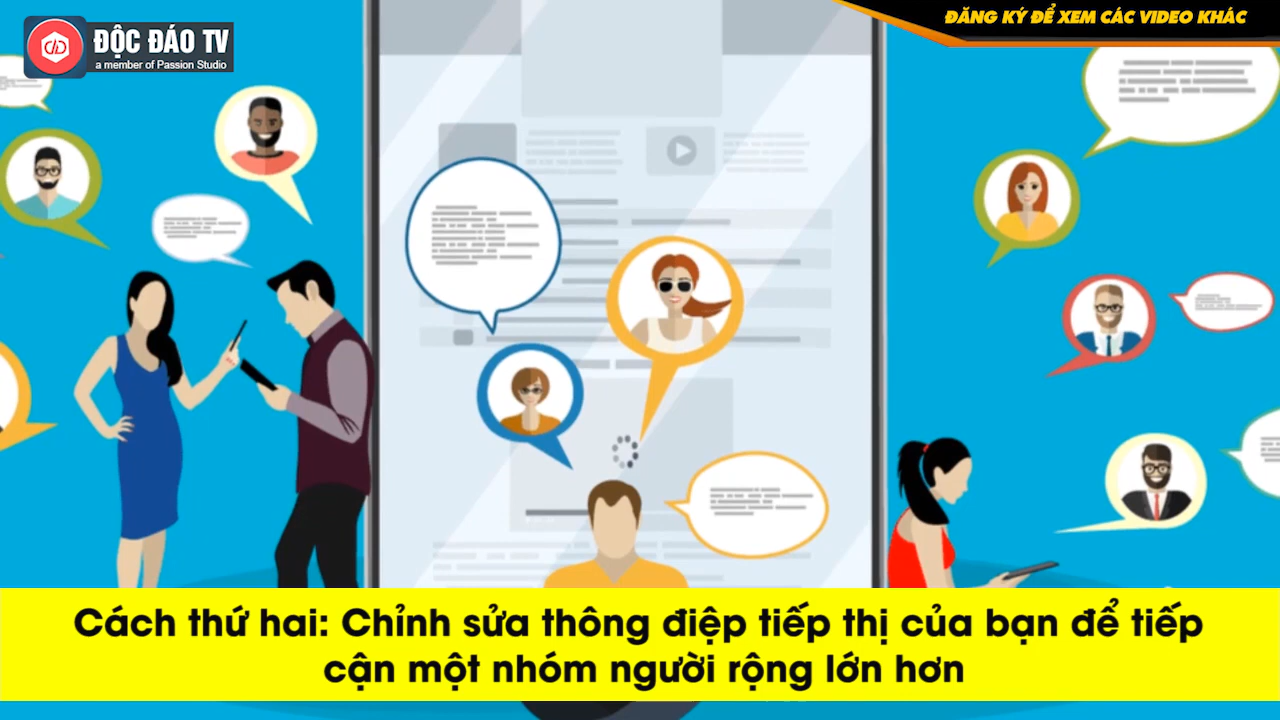 ĐỘC ĐÁO TV
a member of Passion Studio
ĐĂNG KÝ ĐỂ XEM CÁC VIDEO KHÁC
Cách thứ hai: Chỉnh sửa thông điệp tiếp thị của bạn để tiếp
cận một nhóm người rộng lớn hơn